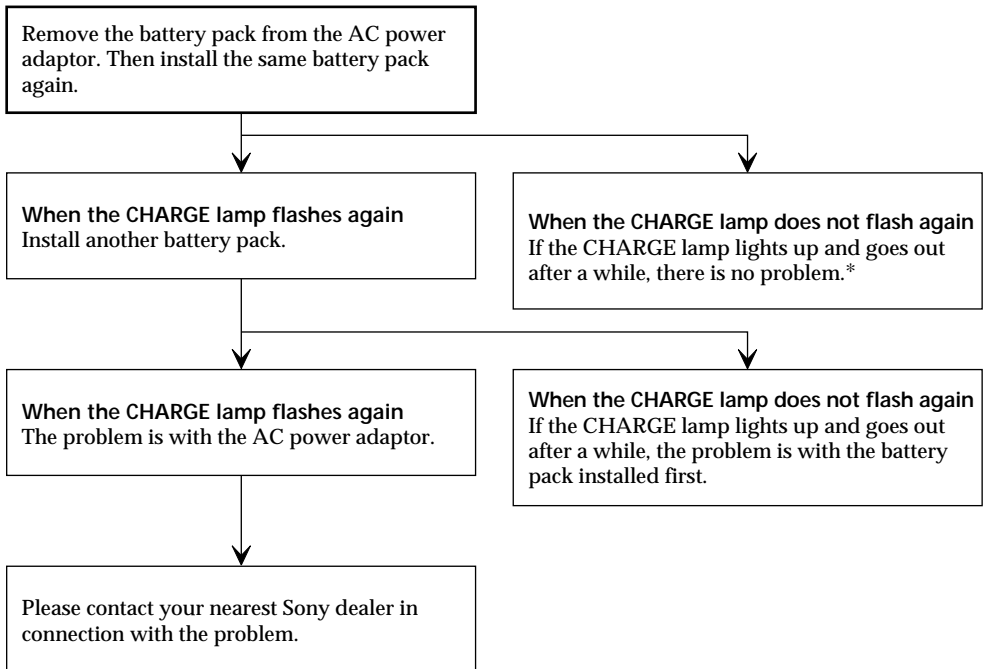 Remove the battery pack from the AC power
adaptor. Then install the same battery pack
again.
When the CHARGE lamp flashes again
Install another battery pack.
When the CHARGE lamp does not flash again
If the CHARGE lamp lights up and goes out
after a while, there is no problem.*
When the CHARGE lamp flashes again
The problem is with the AC power adaptor.
When the CHARGE lamp does not flash again
If the CHARGE lamp lights up and goes out
after a while, the problem is with the battery
pack installed first.
Please contact your nearest Sony dealer in
connection with the problem.